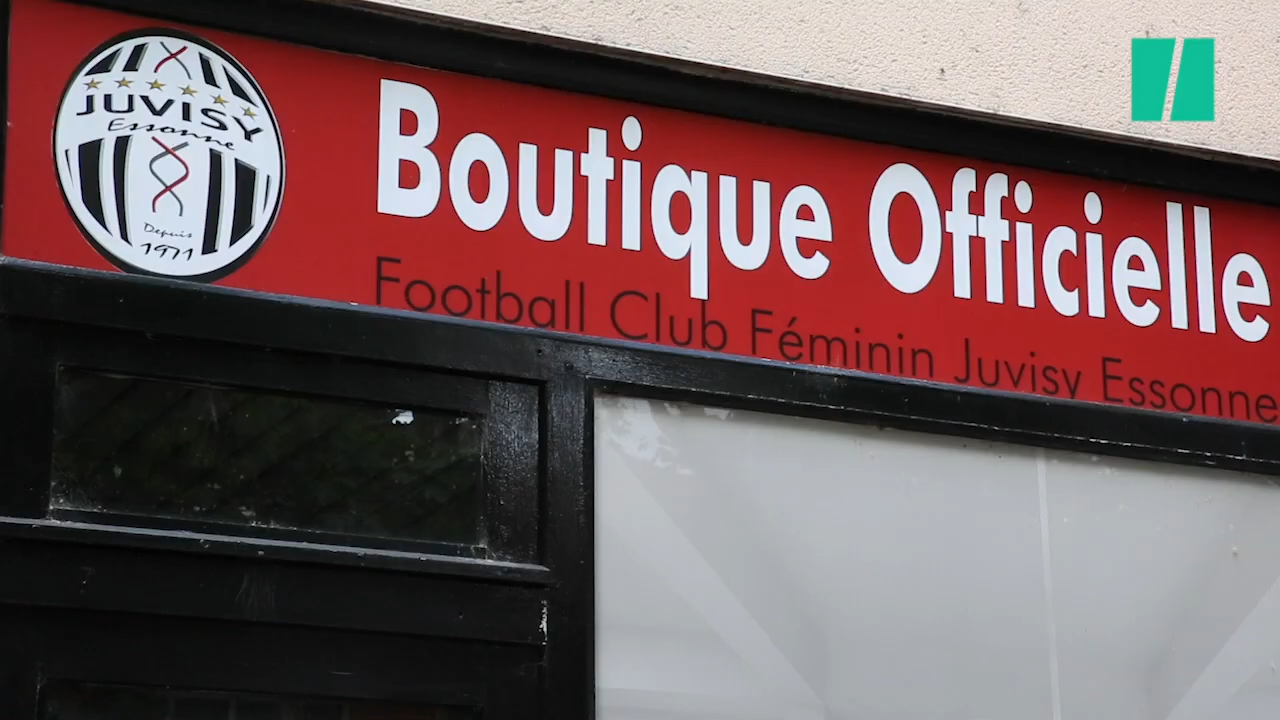 JUVISY
Essonne
Depuis
1971
Boutique Officielle
Football Club Féminin Juvisy Essonne